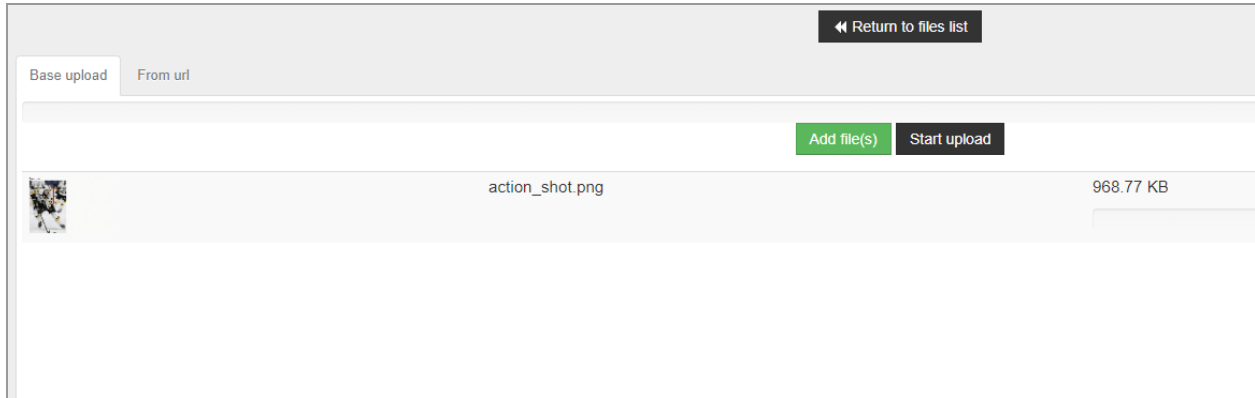 Return to files list
Base upload From url
Add file(s) Start upload
action_shot.png 968.77 KB